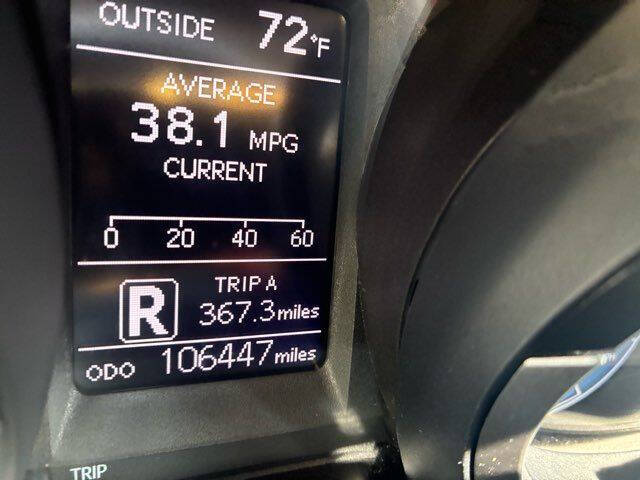 OUTSIDE 72°F
AVERAGE
38.1 MPG
CURRENT
0 20 40 60
TRIP A
R 367.3 miles
ODO 106447 miles
TRIP